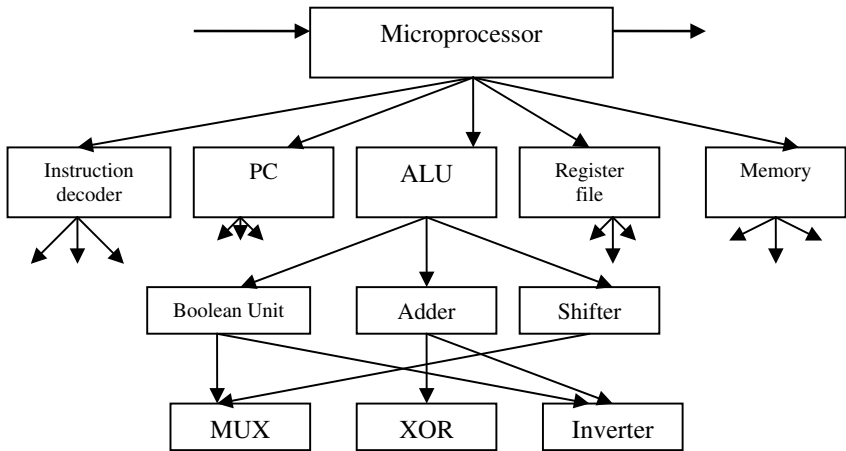 Microprocessor
Instruction
decoder
PC
ALU
Register
file
Memory
Boolean Unit
Adder
Shifter
MUX
XOR
Inverter